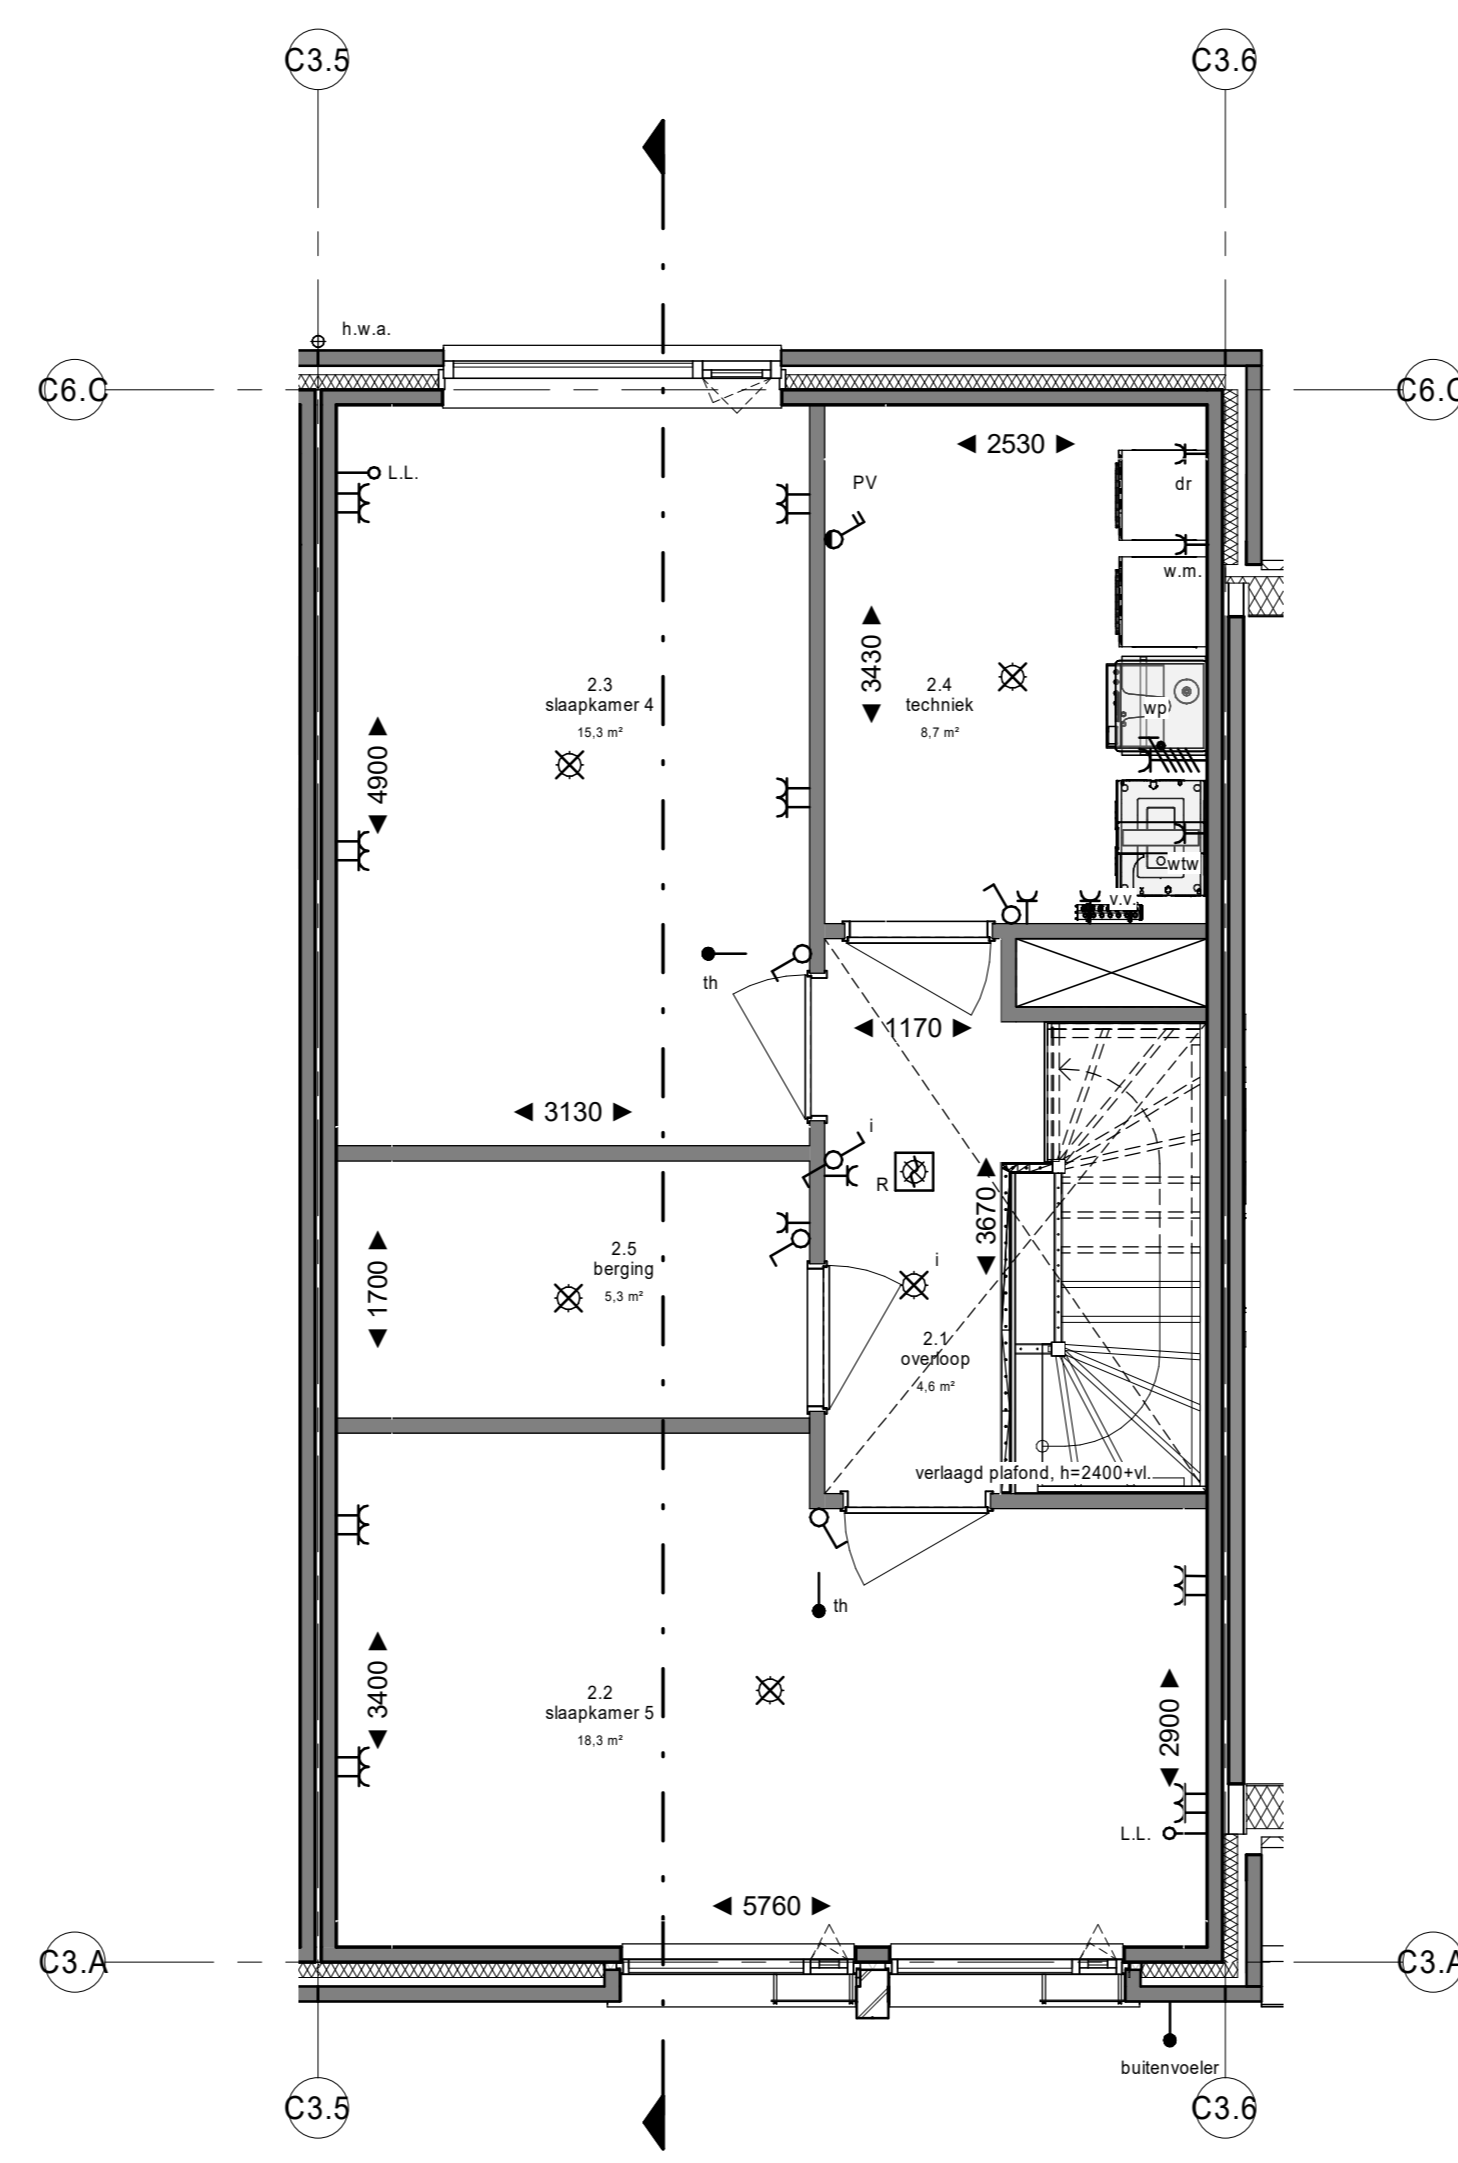 C3.5
C3.6
h.w.a.
C6.C
C6.C
2530
L.L.
PV
dr
w.m.
3430
2.3
slaapkamer 4
15,3 m²
2.4
techniek
8,7 m²
wp
4900
wtw
v.v.
th
1170
3130
i
R
3670
1700
2.5
berging
5,3 m²
i
2.1
overloop
4,6 m²
verlaagd plafond, h=2400+vl.
th
3400
2.2
slaapkamer 5
18,3 m²
2900
L.L.
5760
C3.A
C3.A
buitenvoeler
C3.5
C3.6